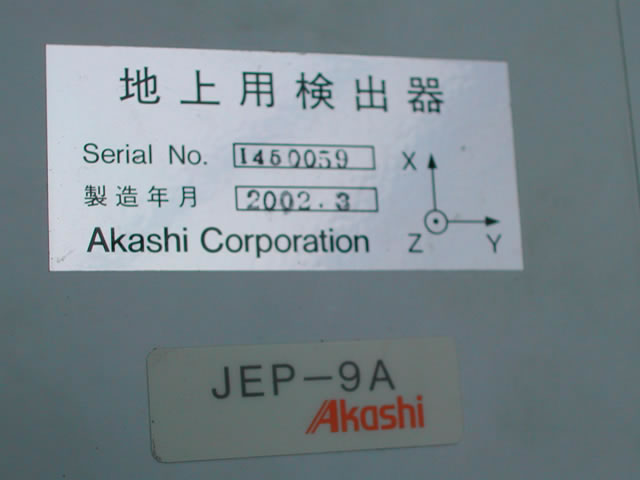 地上用検出器
Serial No. I460059
製造年月 2002.3
Akashi Corporation
X
Z
Y
JEP-9A
Akashi